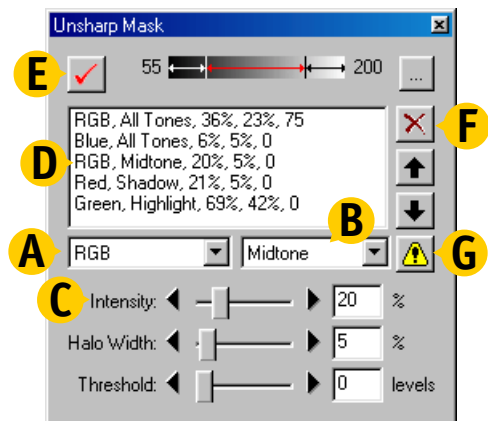 Unsharp Mask
E
55
200
...
RGB, All Tones, 36%, 23%, 75
F
Blue, All Tones, 6%, 5%, 0
D
RGB, Midtone, 20%, 5%, 0
Red, Shadow, 21%, 5%, 0
Green, Highlight, 69%, 42%, 0
B
A
RGB
Midtone
G
C
Intensity: 20 %
Halo Width: 5 %
Threshold: 0 levels